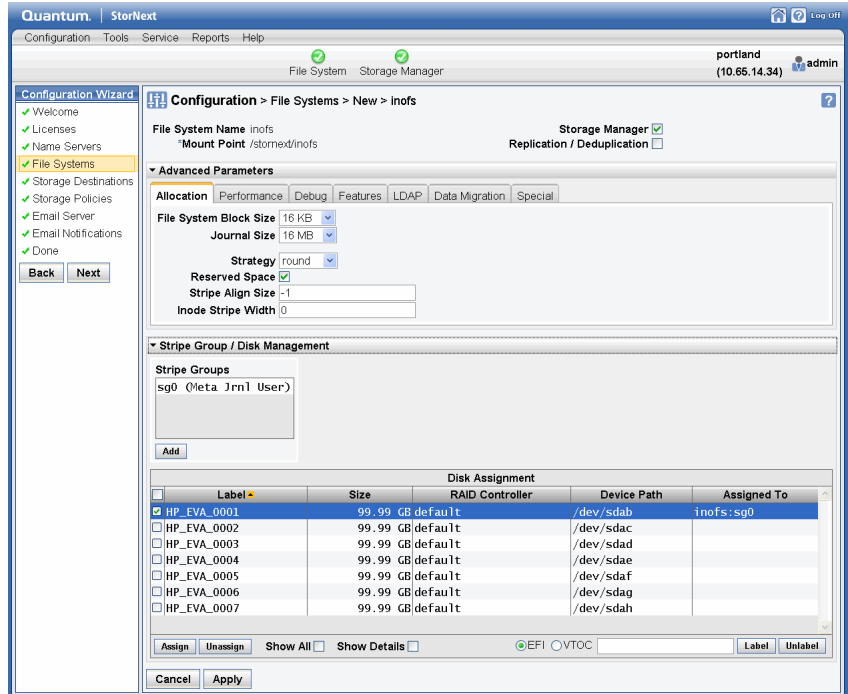 Quantum. StorNext Log Off
Configuration Tools Service Reports Help
File System Storage Manager
portland
(10.65.14.34)
admin
Configuration Wizard
Welcome
Licenses
Name Servers
File Systems
Storage Destinations
Storage Policies
Email Server
Email Notifications
Done
Back Next
Configuration > File Systems > New > inofs ?
File System Name inofs Storage Manager
*Mount Point /stornext/inofs Replication / Deduplication
Advanced Parameters
Allocation Performance Debug Features LDAP Data Migration Special
File System Block Size 16 KB
Journal Size 16 MB
Strategy round
Reserved Space
Stripe Align Size -1
Inode Stripe Width 0
Stripe Group / Disk Management
Stripe Groups
sg0 (Meta Jrnl User)
Add
Disk Assignment
Label Size RAID Controller Device Path Assigned To
HP_EVA_0001 99.99 GB default /dev/sdab inofs:sg0
HP_EVA_0002 99.99 GB default /dev/sdac
HP_EVA_0003 99.99 GB default /dev/sdad
HP_EVA_0004 99.99 GB default /dev/sdae
HP_EVA_0005 99.99 GB default /dev/sdaf
HP_EVA_0006 99.99 GB default /dev/sdag
HP_EVA_0007 99.99 GB default /dev/sdah
Assign Unassign Show All Show Details EFI VTOC Label Unlabel
Cancel Apply